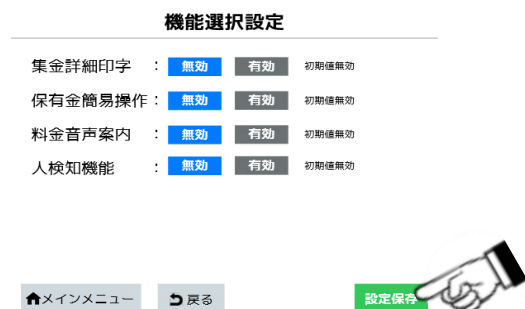 機能選択設定
集金詳細印字 : 無効 有効 初期値無効
保有金簡易操作 : 無効 有効 初期値無効
料金音声案内 : 無効 有効 初期値無効
人検知機能 : 無効 有効 初期値無効
メインメニュー 戻る 設定保存